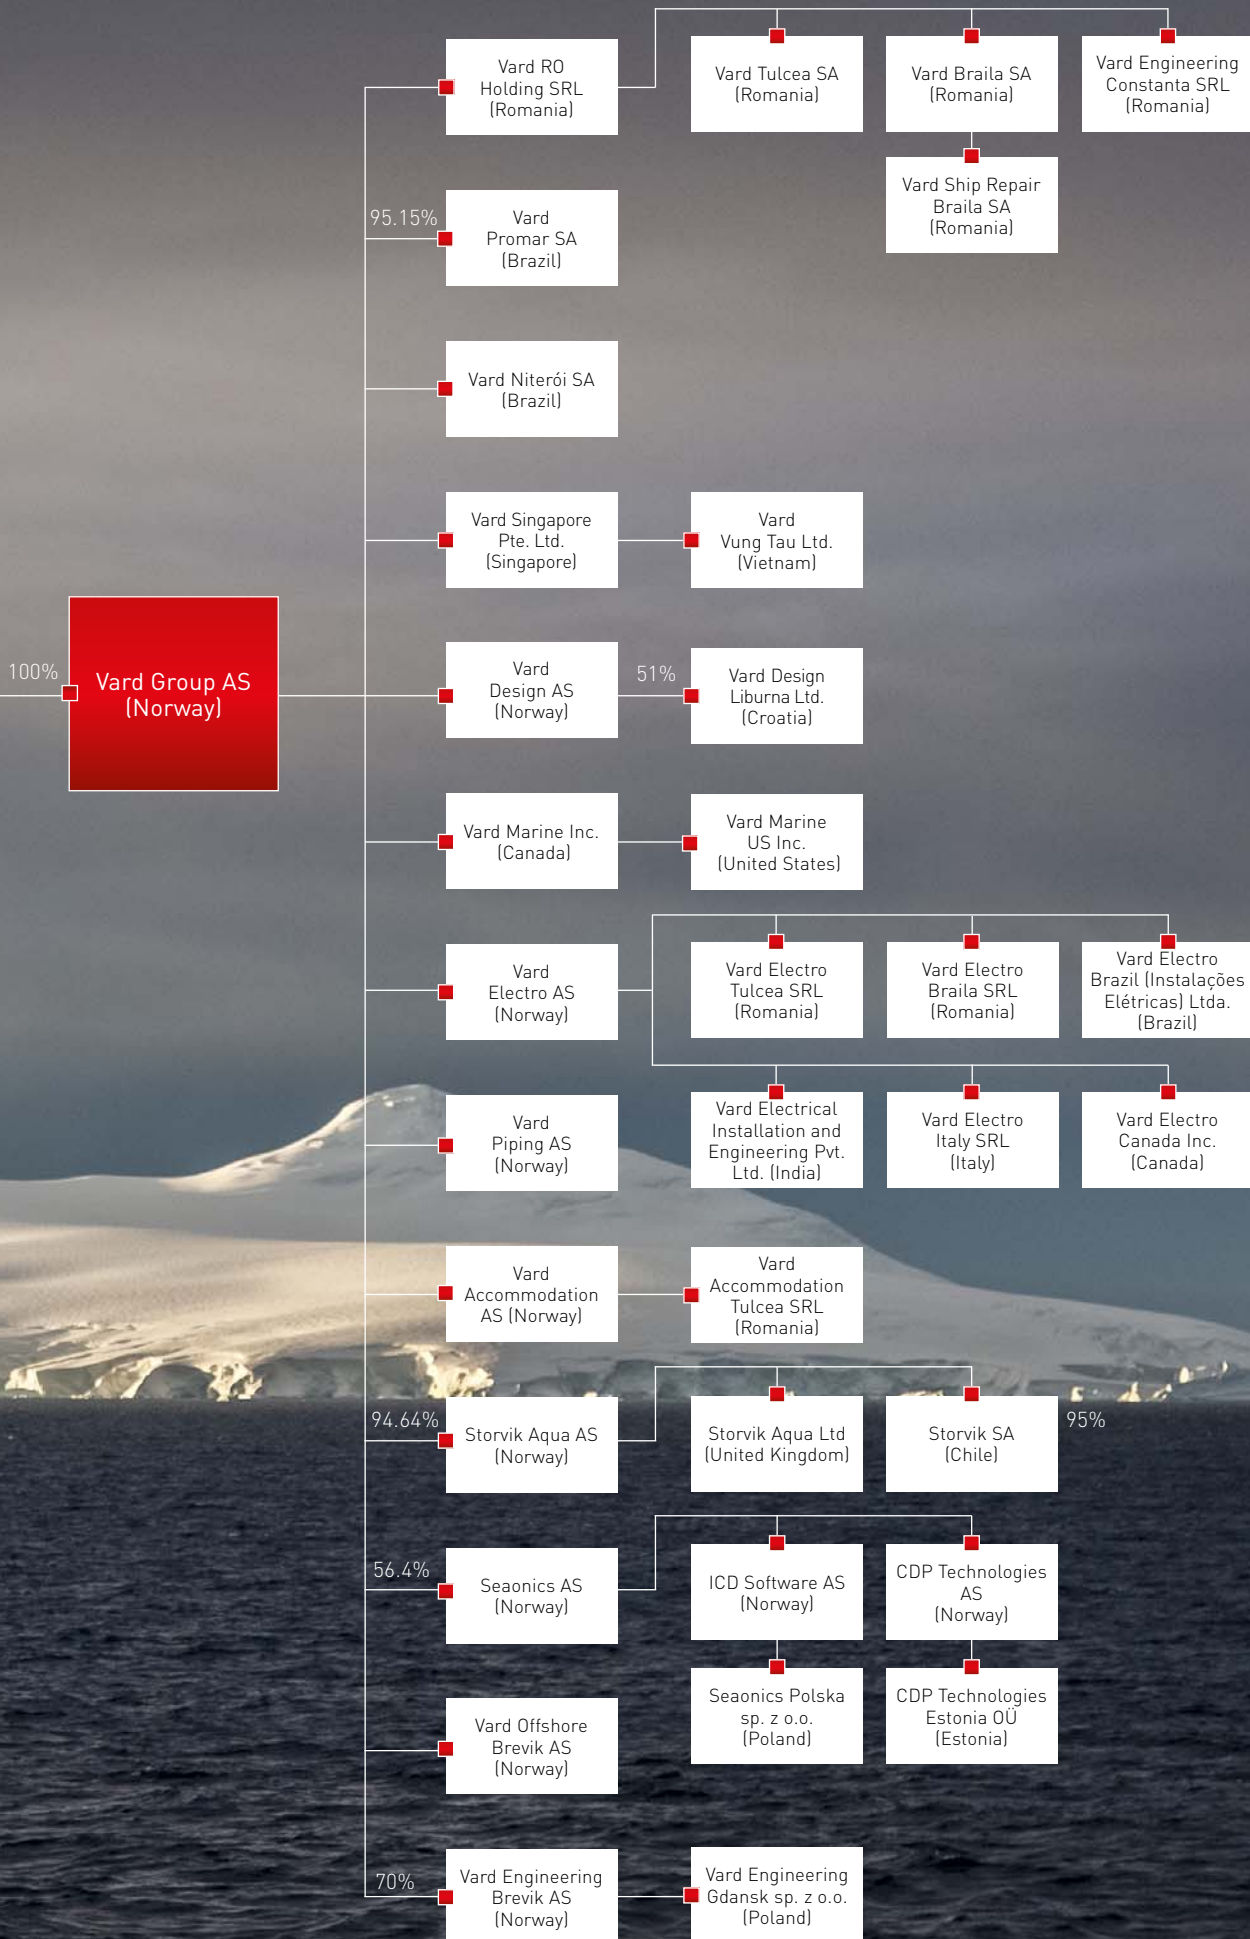 Vard RO
Holding SRL
(Romania)
Vard Tulcea SA
(Romania)
Vard Braila SA
(Romania)
Vard Engineering
Constanta SRL
(Romania)
Vard Ship Repair
Braila SA
(Romania)
95.15%
Vard
Promar SA
(Brazil)
Vard Niterói SA
(Brazil)
Vard Singapore
Pte. Ltd.
(Singapore)
Vard
Vung Tau Ltd.
(Vietnam)
100%
Vard Group AS
(Norway)
Vard
Design AS
(Norway)
51%
Vard Design
Liburna Ltd.
(Croatia)
Vard Marine Inc.
(Canada)
Vard Marine
US Inc.
(United States)
Vard
Electro AS
(Norway)
Vard Electro
Tulcea SRL
(Romania)
Vard Electro
Braila SRL
(Romania)
Vard Electro
Brazil (Instalações
Elétricas) Ltda.
(Brazil)
Vard Electrical
Installation and
Engineering Pvt.
Ltd. (India)
Vard Electro
Italy SRL
(Italy)
Vard Electro
Canada Inc.
(Canada)
Vard
Piping AS
(Norway)
Vard
Accommodation
AS (Norway)
Vard
Accommodation
Tulcea SRL
(Romania)
94.64%
Storvik Aqua AS
(Norway)
Storvik Aqua Ltd
(United Kingdom)
Storvik SA
(Chile)
95%
56.4%
Seaonics AS
(Norway)
ICD Software AS
(Norway)
CDP Technologies
AS
(Norway)
Seaonics Polska
sp. z o.o.
(Poland)
CDP Technologies
Estonia OÜ
(Estonia)
Vard Offshore
Brevik AS
(Norway)
70%
Vard Engineering
Brevik AS
(Norway)
Vard Engineering
Gdansk sp. z o.o.
(Poland)